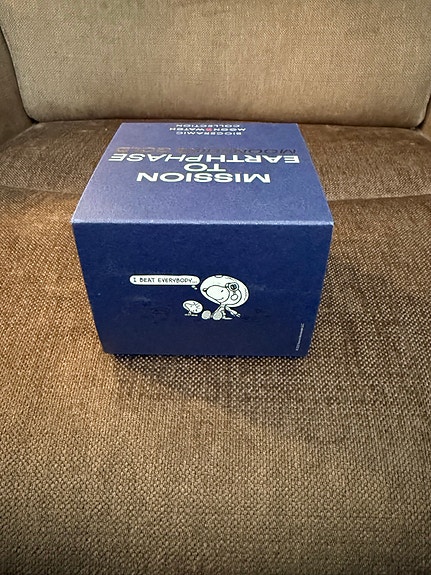 MISSION
TO
EARTHPHASE
MOONSHINE GOLD
BIOCERAMIC
MOONSWATCH
COLLECTION
I BEAT EVERYBODY...